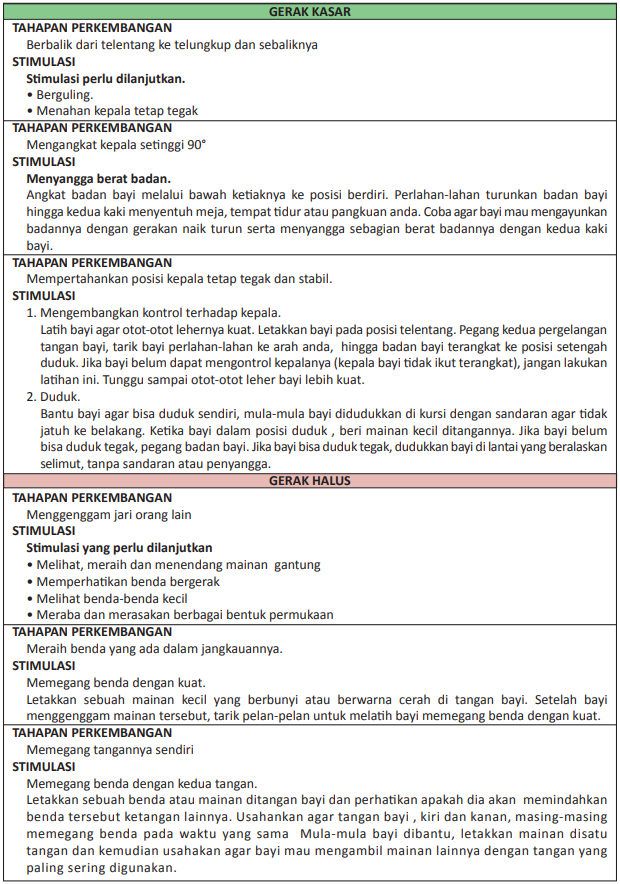 GERAK KASAR
TAHAPAN PERKEMBANGAN
Berbalik dari telentang ke telungkup dan sebaliknya
STIMULASI
Stimulasi perlu dilanjutkan.
• Berguling.
• Menahan kepala tetap tegak
TAHAPAN PERKEMBANGAN
Mengangkat kepala setinggi 90°
STIMULASI
Menyangga berat badan.
Angkat badan bayi melalui bawah ketiaknya ke posisi berdiri. Perlahan-lahan turunkan badan bayi
hingga kedua kaki menyentuh meja, tempat tidur atau pangkuan anda. Coba agar bayi mau mengayunkan
badannya dengan gerakan naik turun serta menyangga sebagian berat badannya dengan kedua kaki
bayi.
TAHAPAN PERKEMBANGAN
Mempertahankan posisi kepala tetap tegak dan stabil.
STIMULASI
1. Mengembangkan kontrol terhadap kepala.
Latih bayi agar otot-otot lehernya kuat. Letakkan bayi pada posisi telentang. Pegang kedua pergelangan
tangan bayi, tarik bayi perlahan-lahan ke arah anda, hingga badan bayi terangkat ke posisi setengah
duduk. Jika bayi belum dapat mengontrol kepalanya (kepala bayi tidak ikut terangkat), jangan lakukan
latihan ini. Tunggu sampai otot-otot leher bayi lebih kuat.
2. Duduk.
Bantu bayi agar bisa duduk sendiri, mula-mula bayi didudukkan di kursi dengan sandaran agar tidak
jatuh ke belakang. Ketika bayi dalam posisi duduk , beri mainan kecil ditangannya. Jika bayi belum
bisa duduk tegak, pegang badan bayi. Jika bayi bisa duduk tegak, dudukkan bayi di lantai yang beralaskan
selimut, tanpa sandaran atau penyangga.
GERAK HALUS
TAHAPAN PERKEMBANGAN
Menggenggam jari orang lain
STIMULASI
Stimulasi yang perlu dilanjutkan
• Melihat, meraih dan menendang mainan gantung
• Memperhatikan benda bergerak
• Melihat benda-benda kecil
• Meraba dan merasakan berbagai bentuk permukaan
TAHAPAN PERKEMBANGAN
Meraih benda yang ada dalam jangkauannya.
STIMULASI
Memegang benda dengan kuat.
Letakkan sebuah mainan kecil yang berbunyi atau berwarna cerah di tangan bayi. Setelah bayi
menggenggam mainan tersebut, tarik pelan-pelan untuk melatih bayi memegang benda dengan kuat.
TAHAPAN PERKEMBANGAN
Memegang tangannya sendiri
STIMULASI
Memegang benda dengan kedua tangan.
Letakkan sebuah benda atau mainan ditangan bayi dan perhatikan apakah dia akan memindahkan
benda tersebut ketangan lainnya. Usahankan agar tangan bayi , kiri dan kanan, masing-masing
memegang benda pada waktu yang sama Mula-mula bayi dibantu, letakkan mainan disatu
tangan dan kemudian usahakan agar bayi mau mengambil mainan lainnya dengan tangan yang
paling sering digunakan.